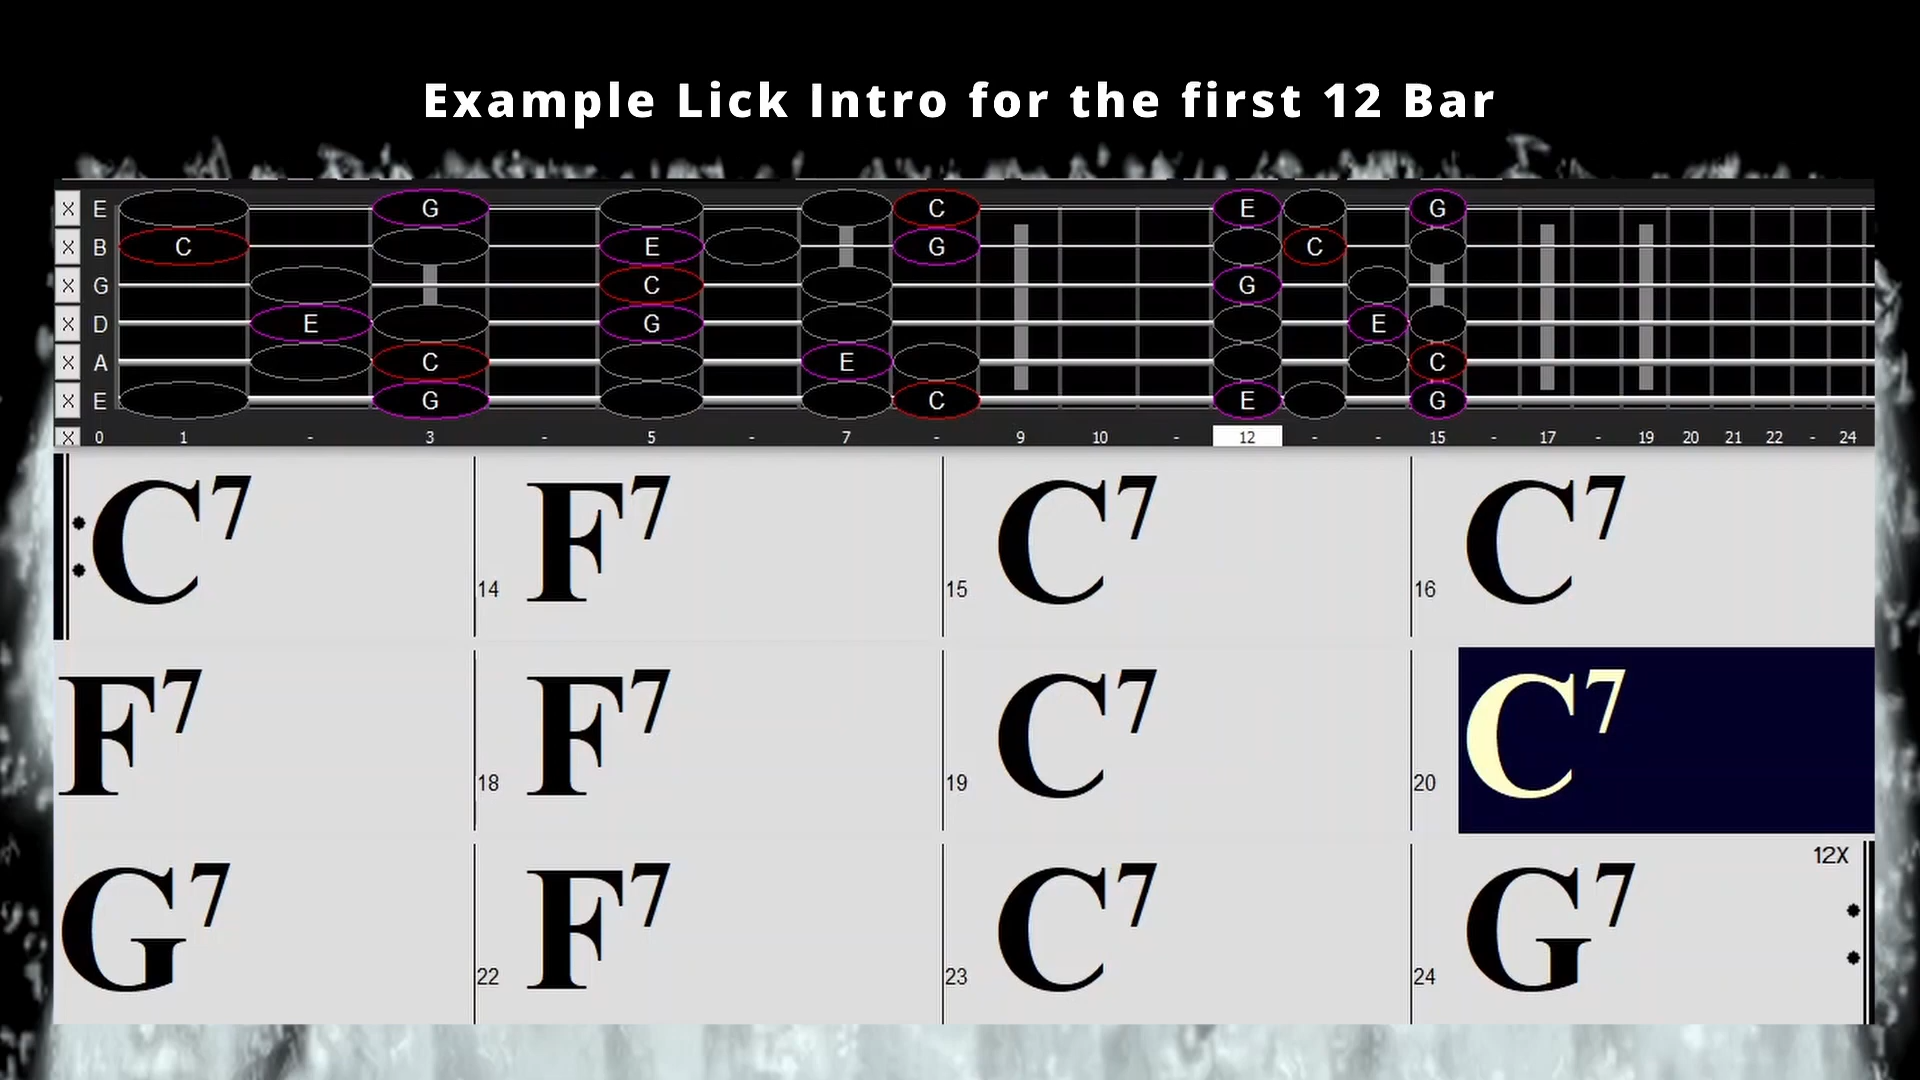 Example Lick Intro for the first 12 Bar
X E G C E G
X B C E G C
X G C G
X D E G E
X A C E C
X E G C E G
X 0 1 - 3 - 5 - 7 - 9 10 - 12 - - 15 - 17 - 19 20 21 22 - 24
C7 14 F7 15 C7 16 C7
F7 18 F7 19 C7 20 C7
12X
G7 22 F7 23 C7 24 G7